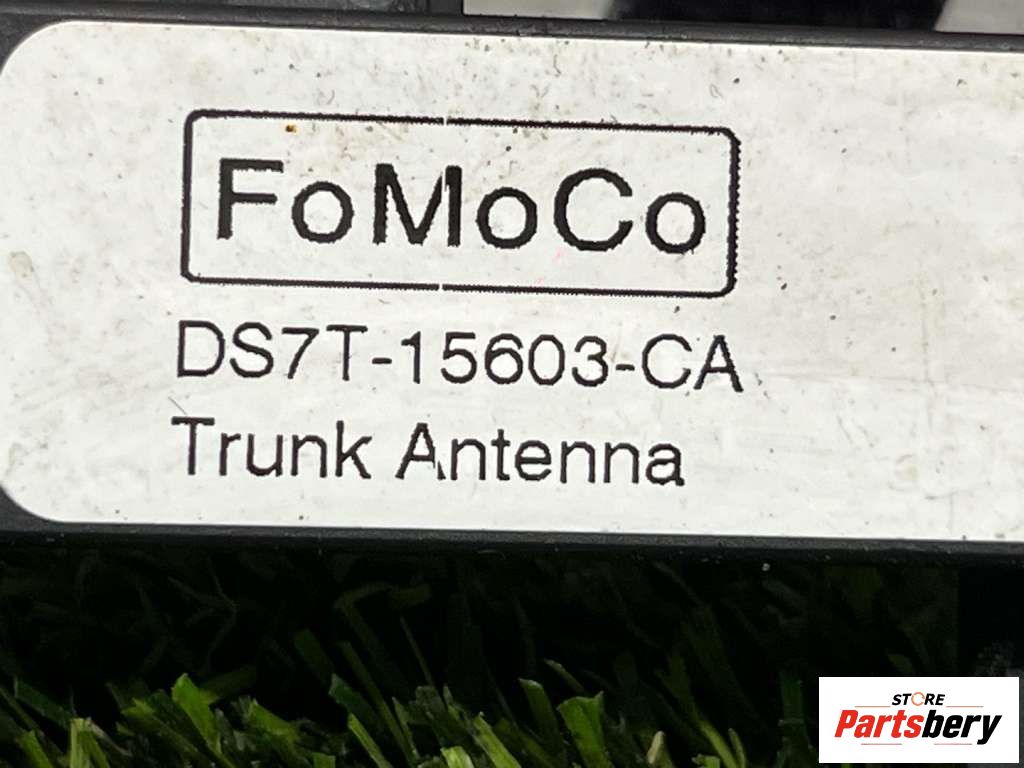 FoMoCo
DS7T-15603-CA
Trunk Antenna
STORE
Partsbery